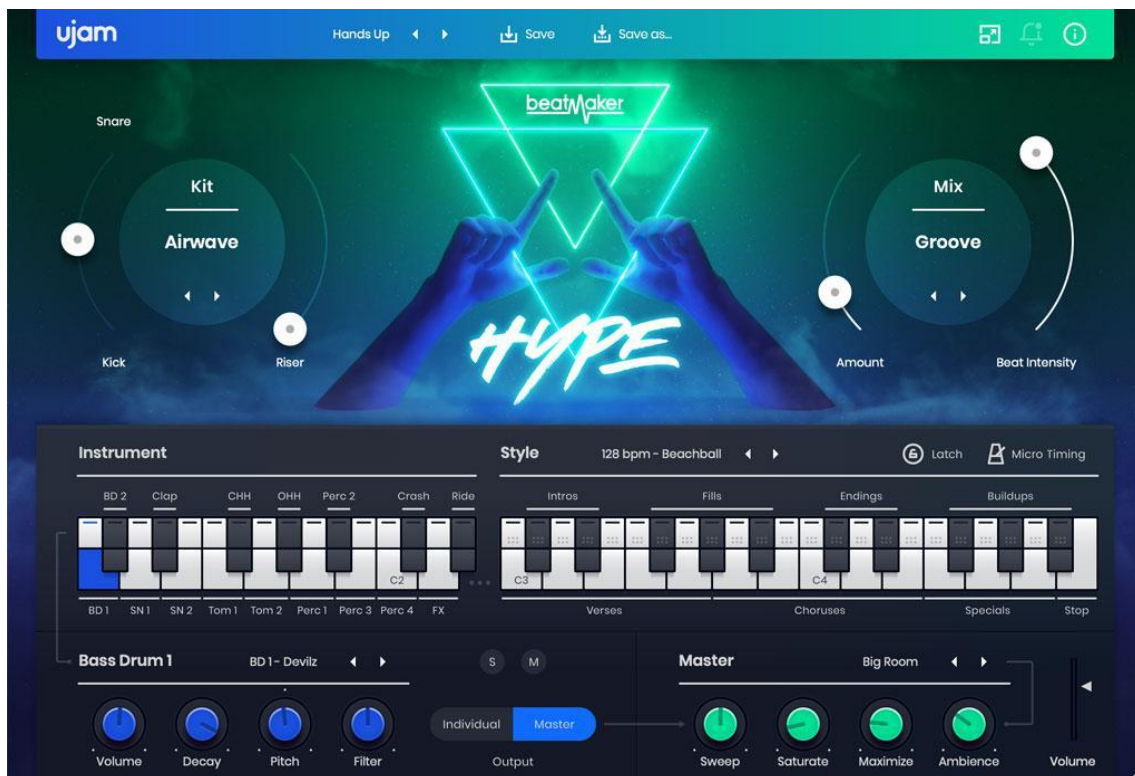 ujam
Hands Up
Save
Save as...
beatMaker
Snare
Kit
Airwave
Kick
Riser
HYPE
Mix
Groove
Amount
Beat Intensity
Instrument
Style
128 bpm - Beachball
Latch
Micro Timing
BD 2 Clap CHH OHH Perc 2 Crash Ride
Intros Fills Endings Buildups
C2
C3
C4
BD 1 SN 1 SN 2 Tom 1 Tom 2 Perc 1 Perc 3 Perc 4 FX
Verses Choruses Specials Stop
Bass Drum 1
BD 1 - Devilz
S M
Master
Big Room
Individual Master
Volume Decay Pitch Filter
Output
Sweep Saturate Maximize Ambience
Volume